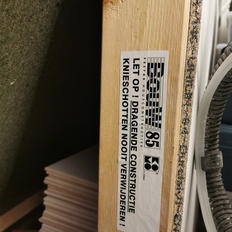 Bouw 85
LET OP ! DRAGENDE CONSTRUCTIE
KNIESCHOTTEN NOOIT VERWIJDEREN !